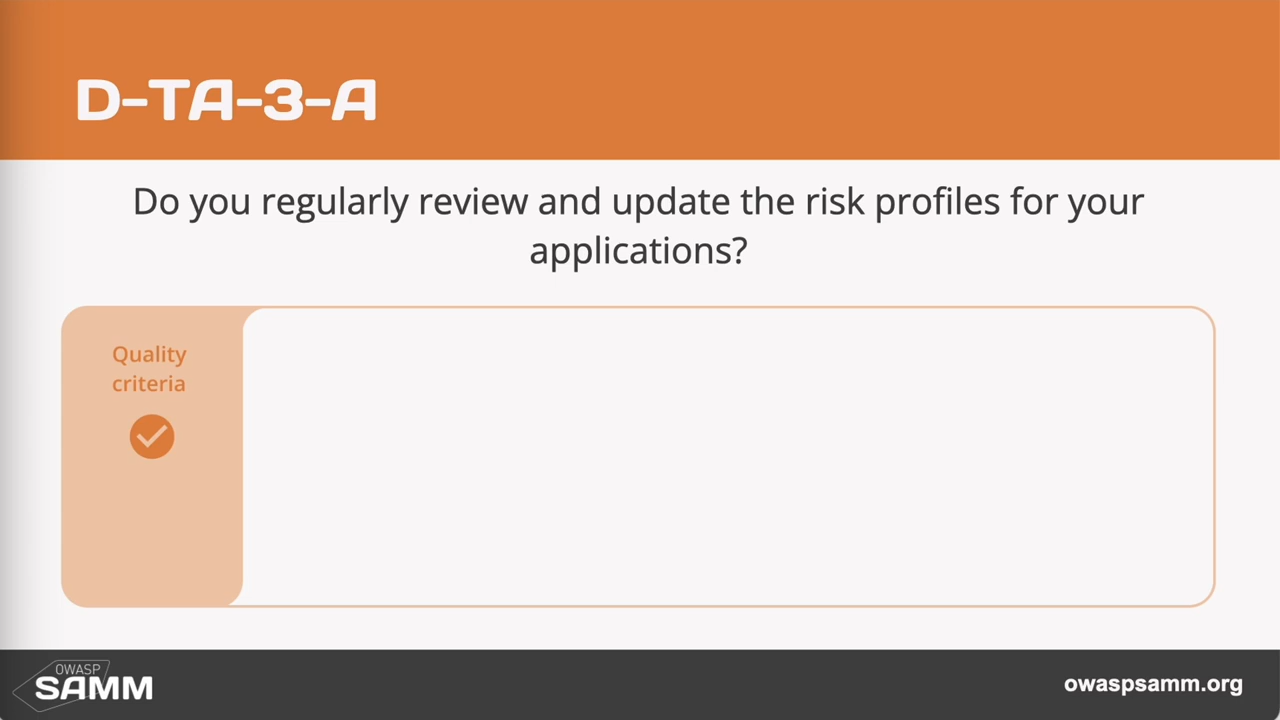 D-TA-3-A
Do you regularly review and update the risk profiles for your
applications?
Quality
criteria
OWASP
SAMM
owaspsamm.org